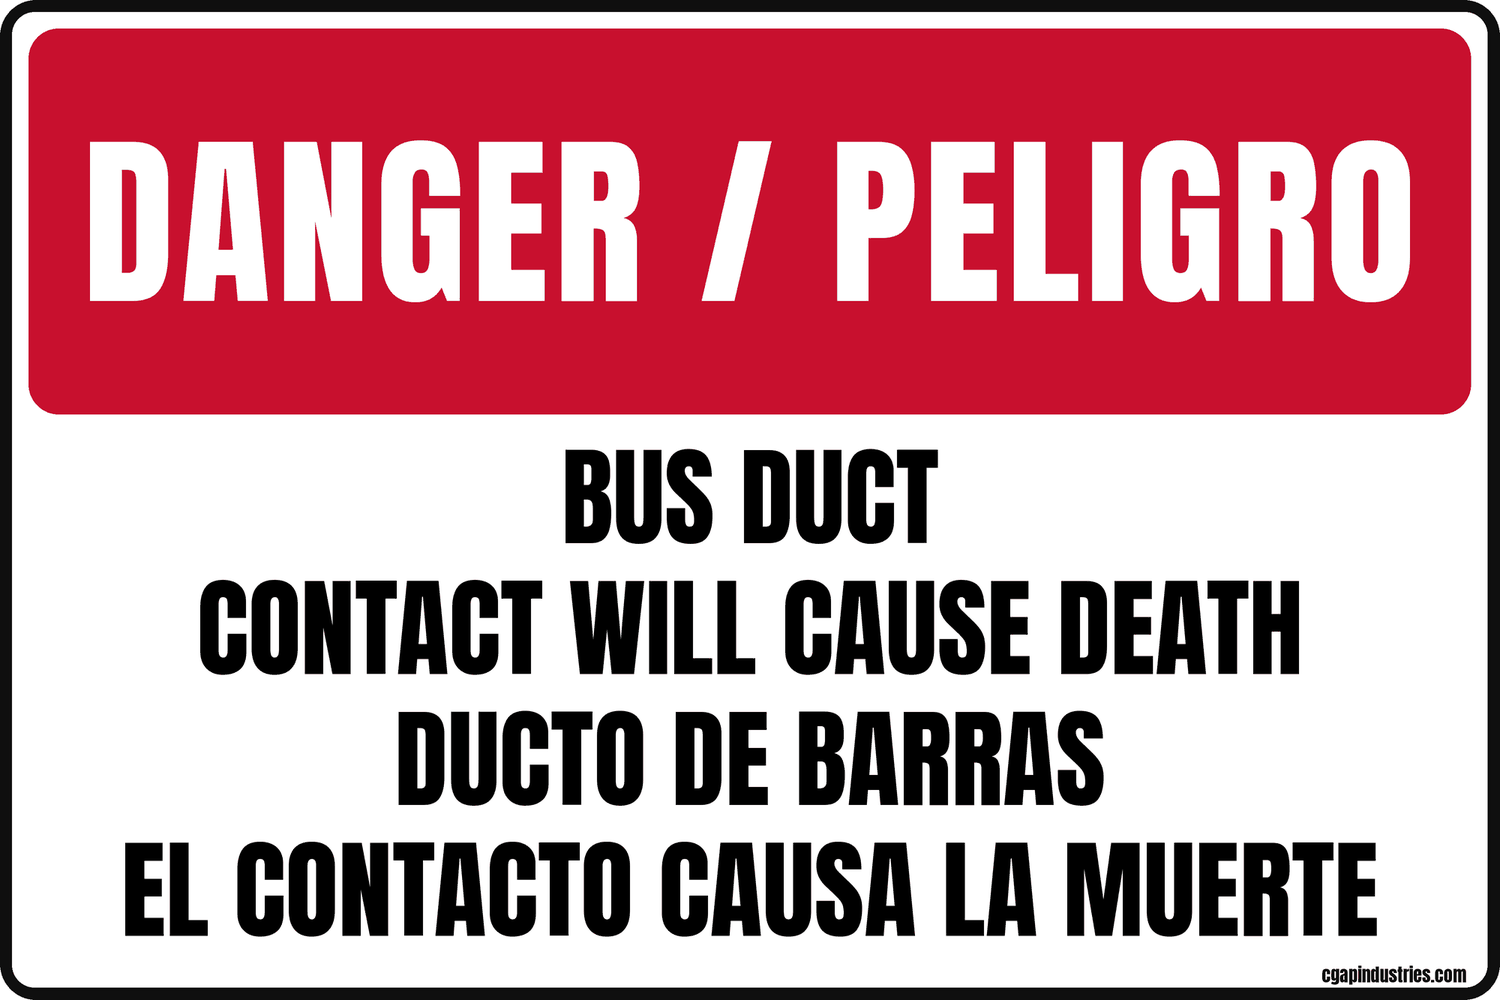 DANGER / PELIGRO
BUS DUCT
CONTACT WILL CAUSE DEATH
DUCTO DE BARRAS
EL CONTACTO CAUSA LA MUERTE
cgapindustries.com